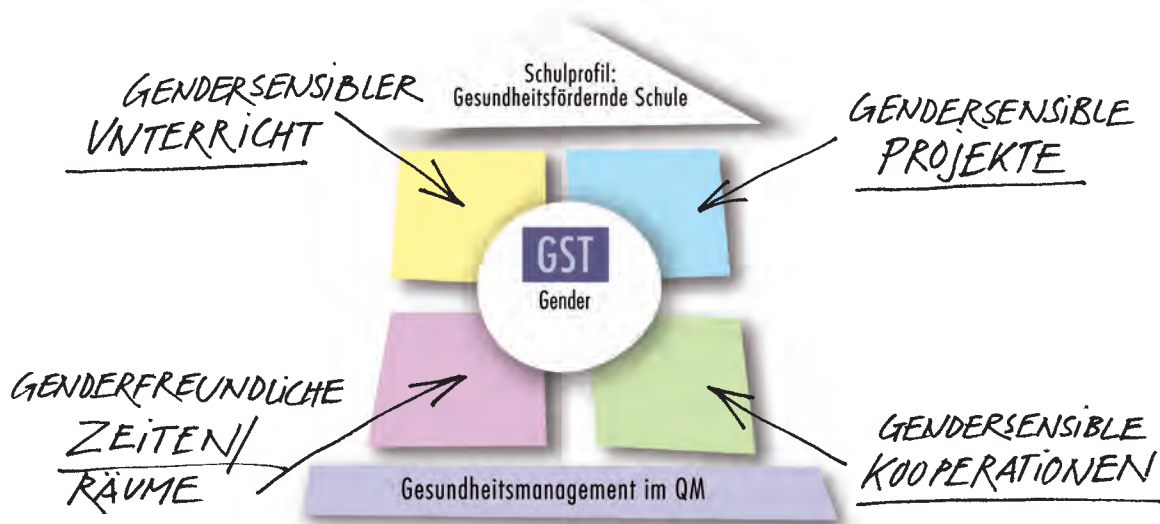 Schulprofil:
Gesundheitsfördernde Schule
GENDERSENSIBLER
UNTERRICHT
GENDERSENSIBLE
PROJEKTE
GST
Gender
GENDERFREUNDLICHE
ZEITEN/
RÄUME
GENDERSENSIBLE
KOOPERATIONEN
Gesundheitsmanagement im QM